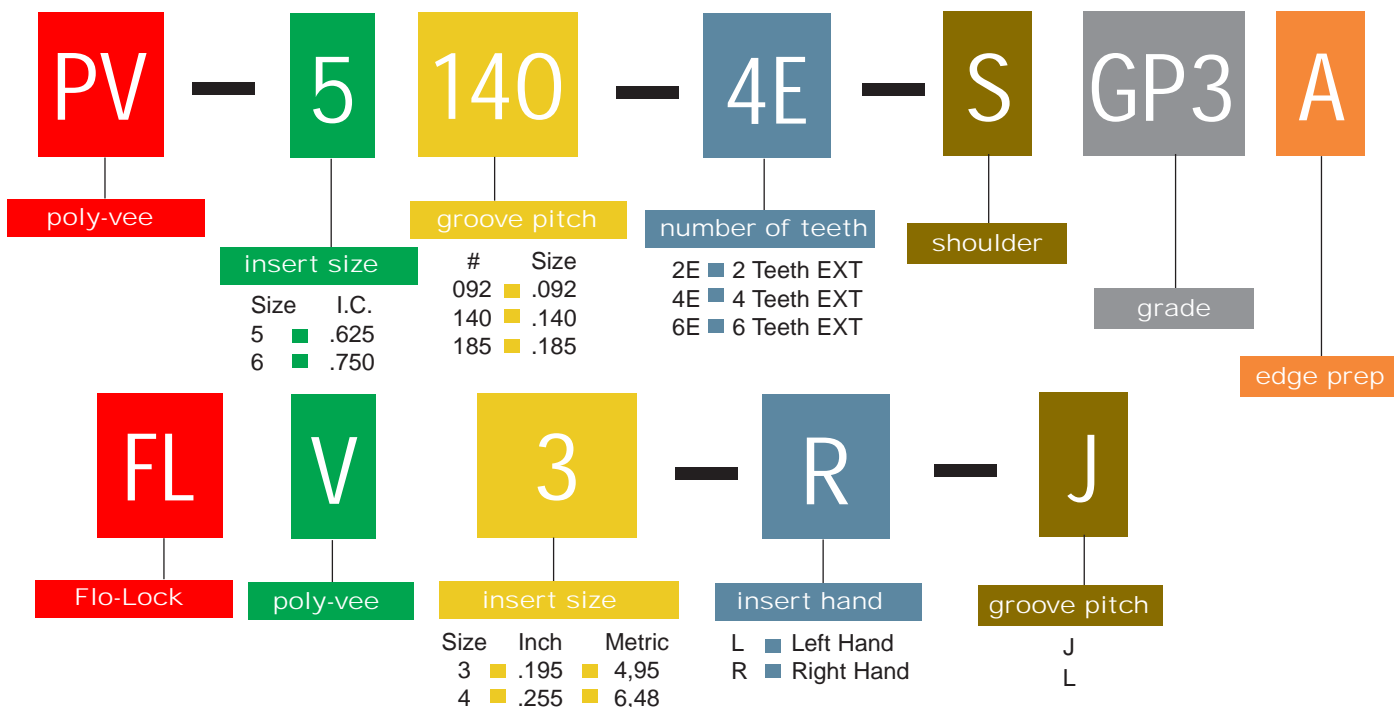 PV – 5 140 – 4E – S GP3 A
poly-vee
insert size
Size I.C.
5 .625
6 .750
groove pitch
# Size
092 .092
140 .140
185 .185
number of teeth
2E 2 Teeth EXT
4E 4 Teeth EXT
6E 6 Teeth EXT
shoulder
grade
edge prep
FL V 3 – R – J
Flo-Lock
poly-vee
insert size
Size Inch Metric
3 .195 4,95
4 .255 6,48
insert hand
L Left Hand
R Right Hand
groove pitch
J
L